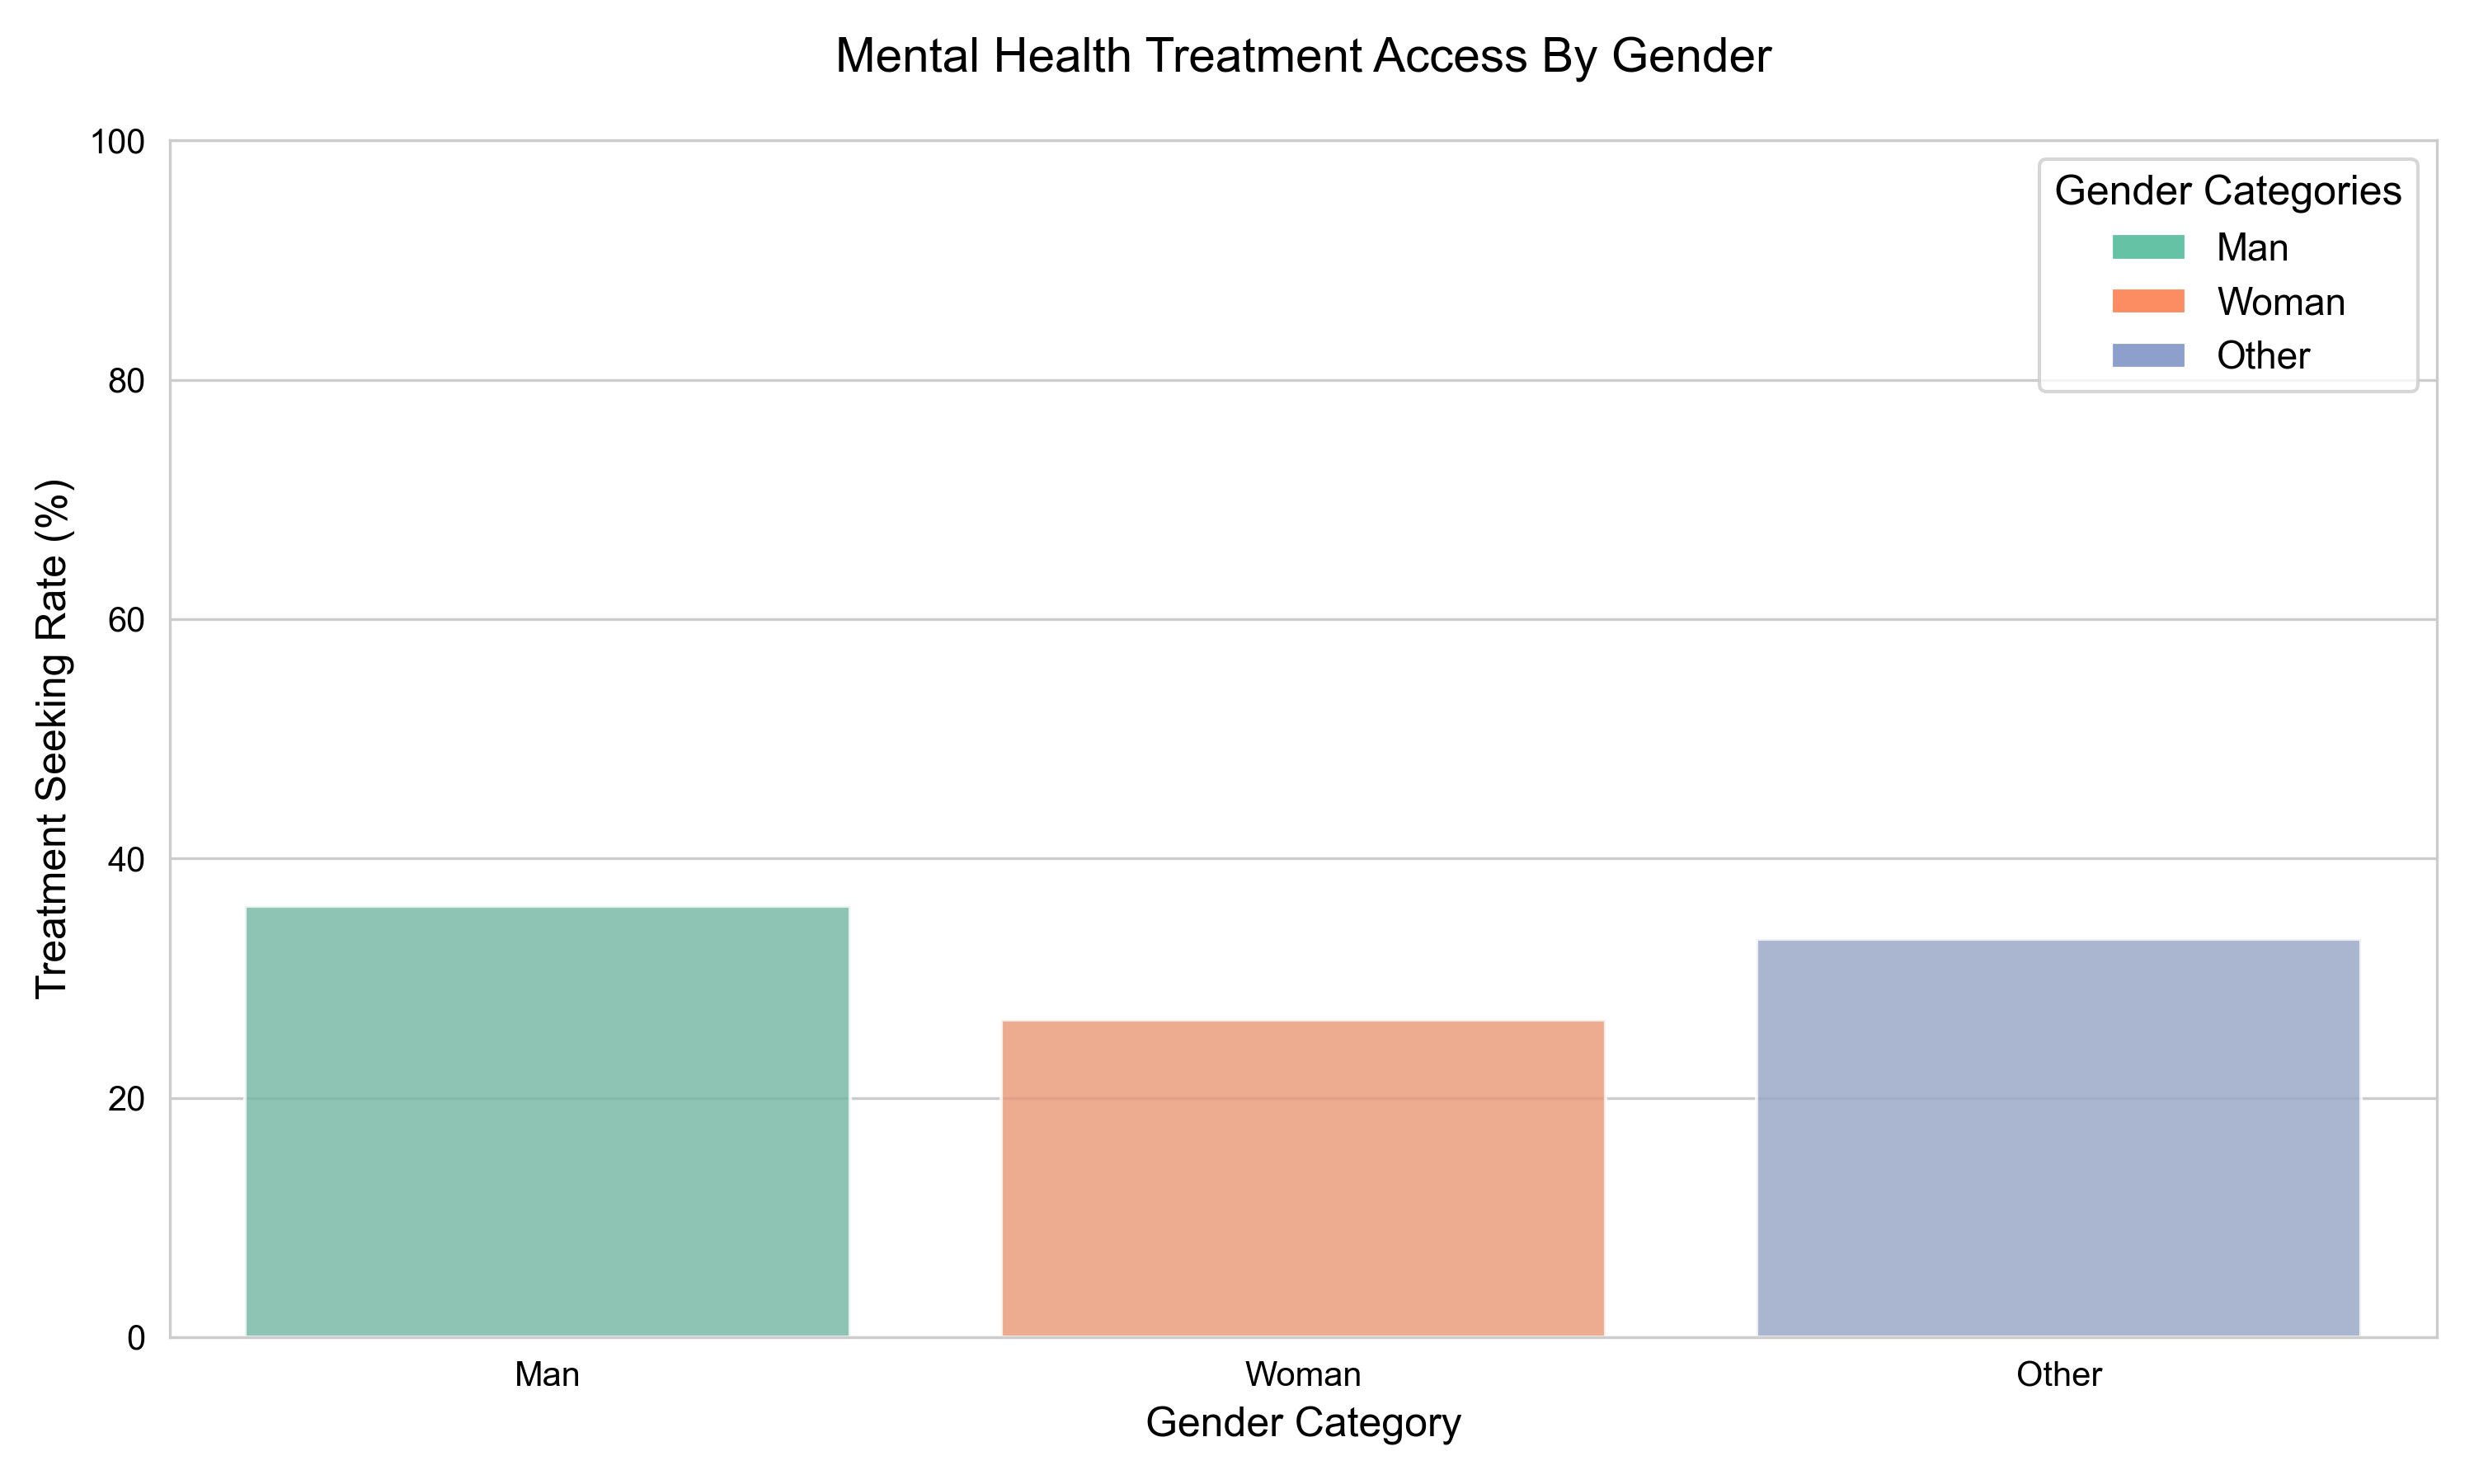 Mental Health Treatment Access By Gender
100
80
60
40
20
0
Treatment Seeking Rate (%)
Gender Categories
Man
Woman
Other
Man
Woman
Other
Gender Category